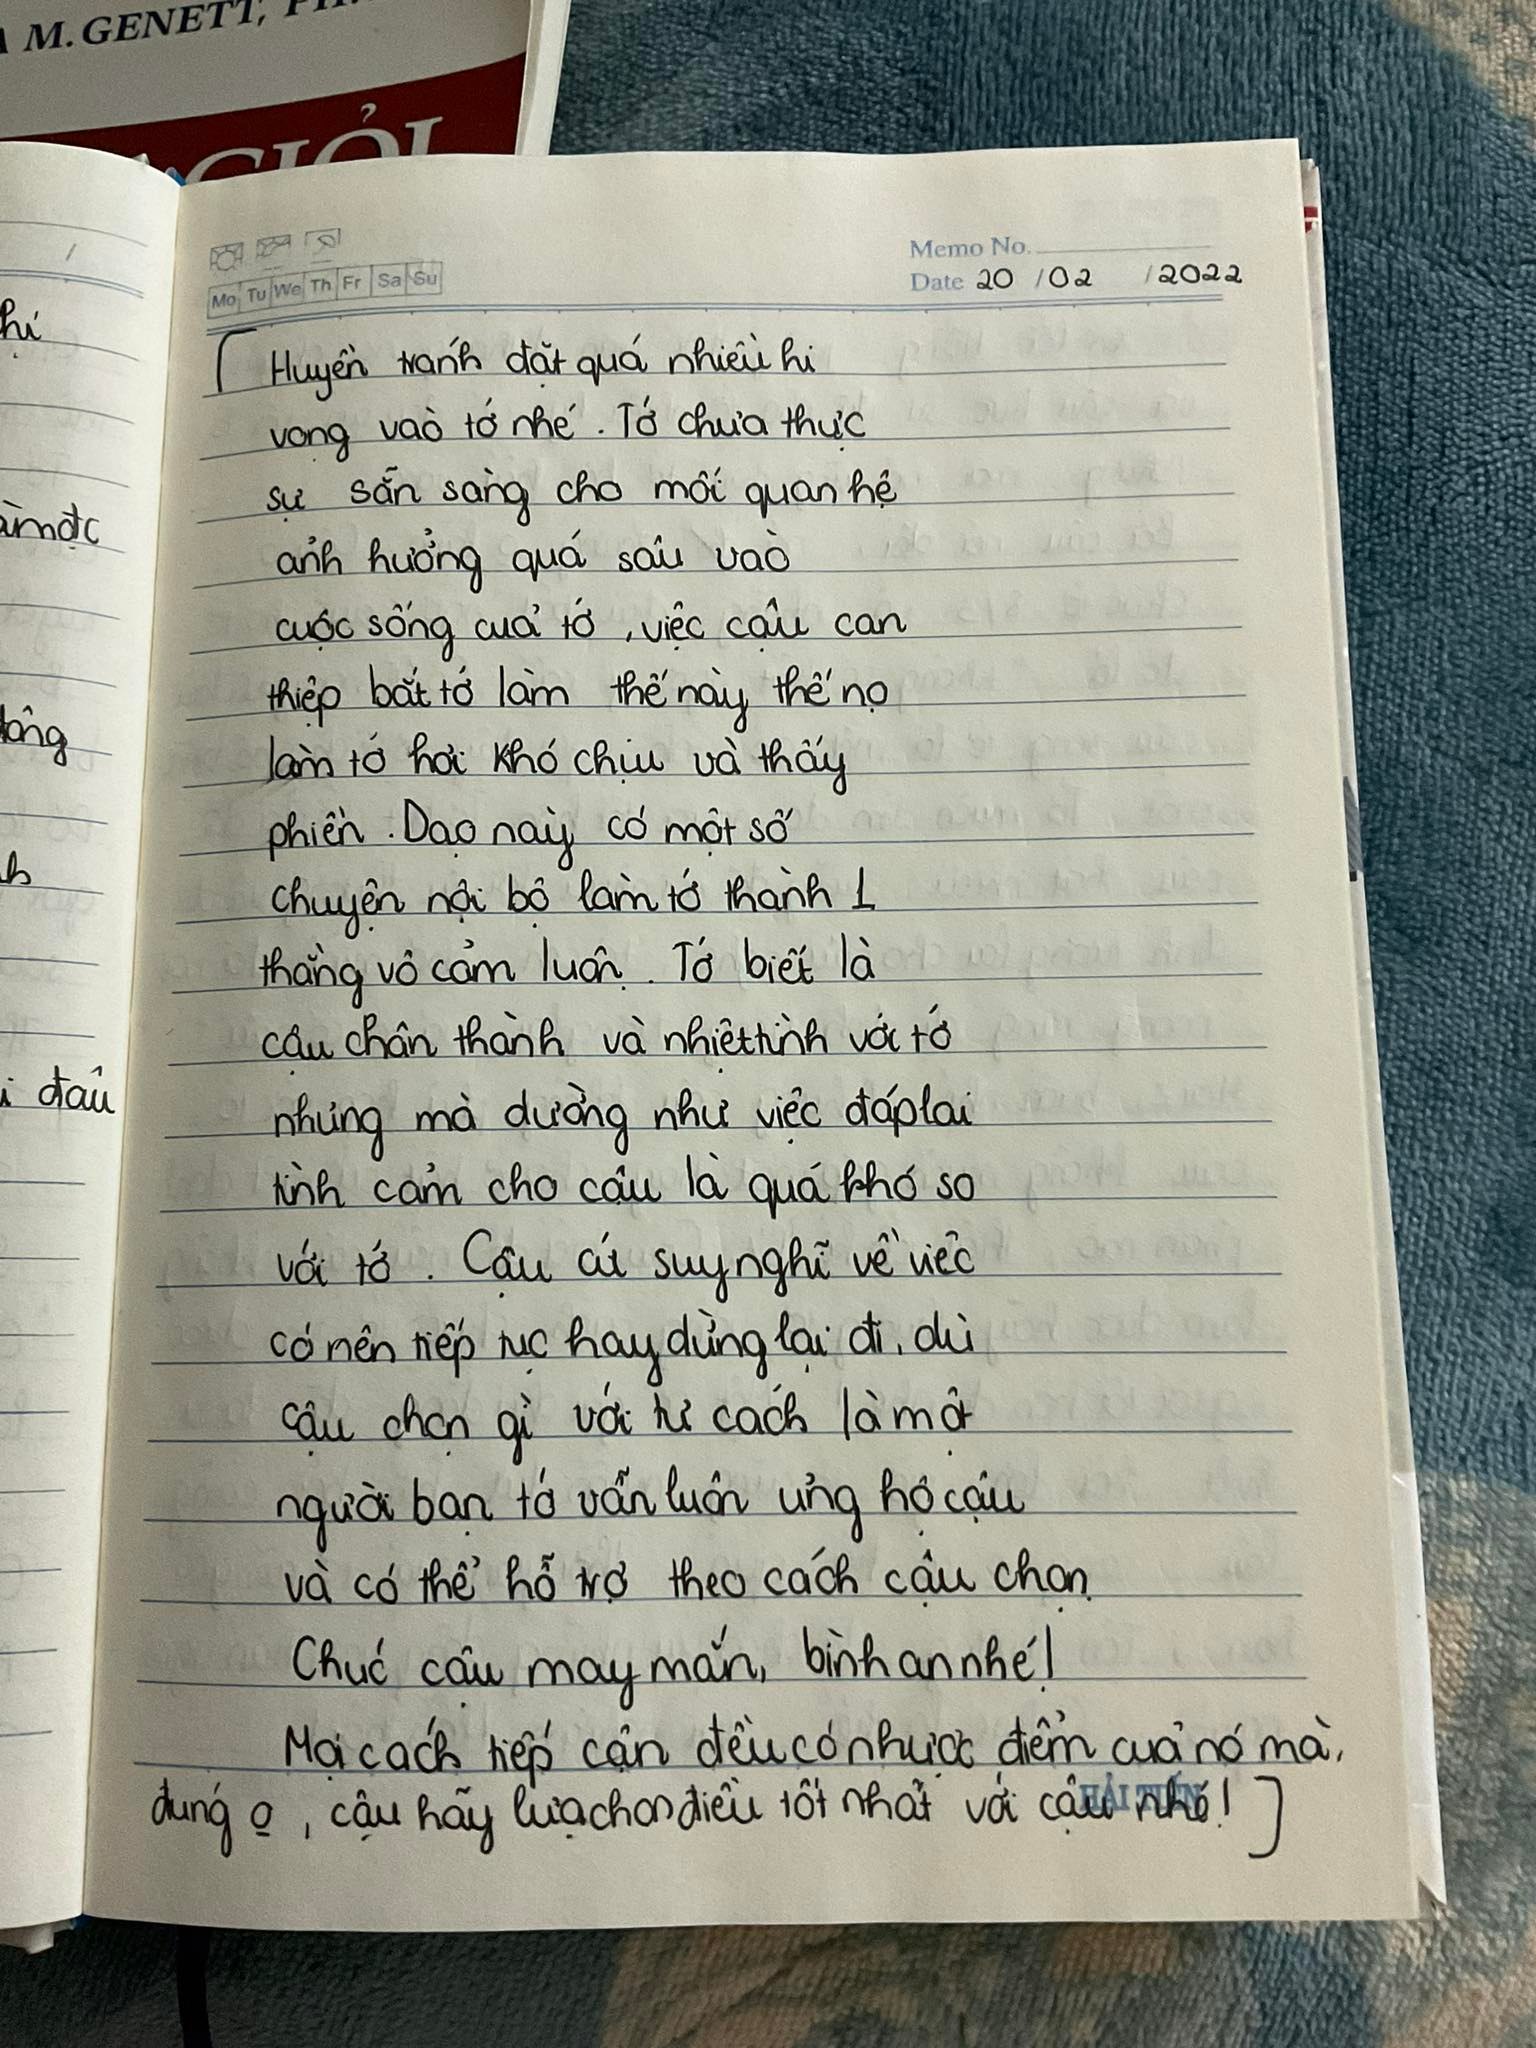 M. GENETT, PH.
GIỎI
Memo No.
Mo Tu We Th Fr Sa Su
Date 20 / 02 / 2022
[Huyền tránh đặt quá nhiều hi
vọng vào tớ nhé. Tớ chưa thực
sự sẵn sàng cho mối quan hệ
ảnh hưởng quá sâu vào
cuộc sống của tớ, việc cậu can
thiệp bắt tớ làm thế này thế nọ
làm tớ hơi khó chịu và thấy
phiền. Dạo này có một số
chuyện nội bộ làm tớ thành 1
thằng vô cảm luôn. Tớ biết là
cậu chân thành và nhiệt tình với tớ
nhưng mà dường như việc đáp lại
tình cảm cho cậu là quá khó so
với tớ. Cậu cứ suy nghĩ về việc
có nên tiếp tục hay dừng lại đi, dù
cậu chọn gì với tư cách là một
người bạn tớ vẫn luôn ủng hộ cậu
và có thể hỗ trợ theo cách cậu chọn.
Chúc cậu may mắn, bình an nhé!
Mọi cách tiếp cận đều có nhược điểm của nó mà,
đúng ọ, cậu hãy lựa chọn điều tốt nhất với cậu nhé!]
HẢI TIẾN
hị
làm đc
đâu